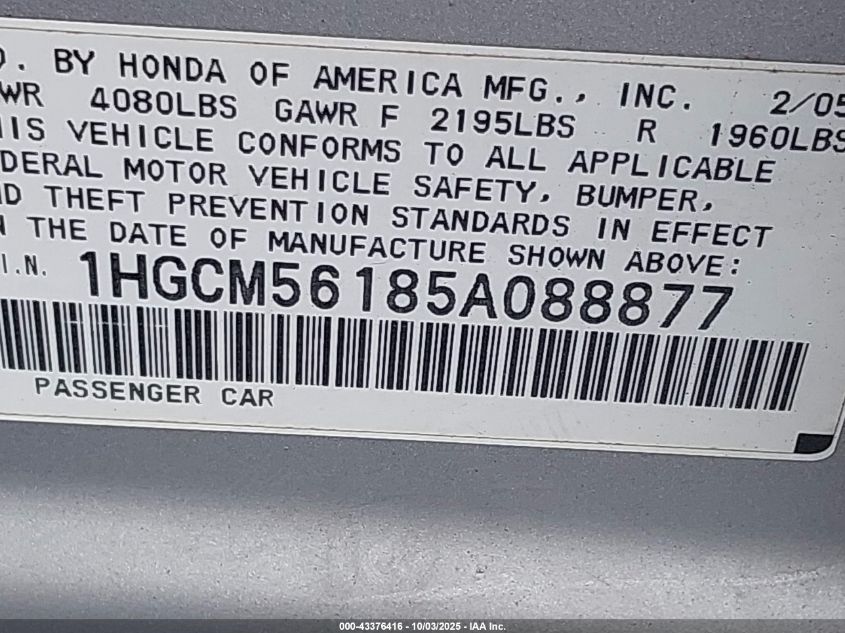 . BY HONDA OF AMERICA MFG., INC. 2/05
WR 4080LBS GAWR F 2195LBS R 1960LBS
HIS VEHICLE CONFORMS TO ALL APPLICABLE
DERAL MOTOR VEHICLE SAFETY, BUMPER,
D THEFT PREVENTION STANDARDS IN EFFECT
THE DATE OF MANUFACTURE SHOWN ABOVE:
I.N. 1HGCM56185A088877
PASSENGER CAR
000-43376416 - 10/03/2025 - IAA Inc.